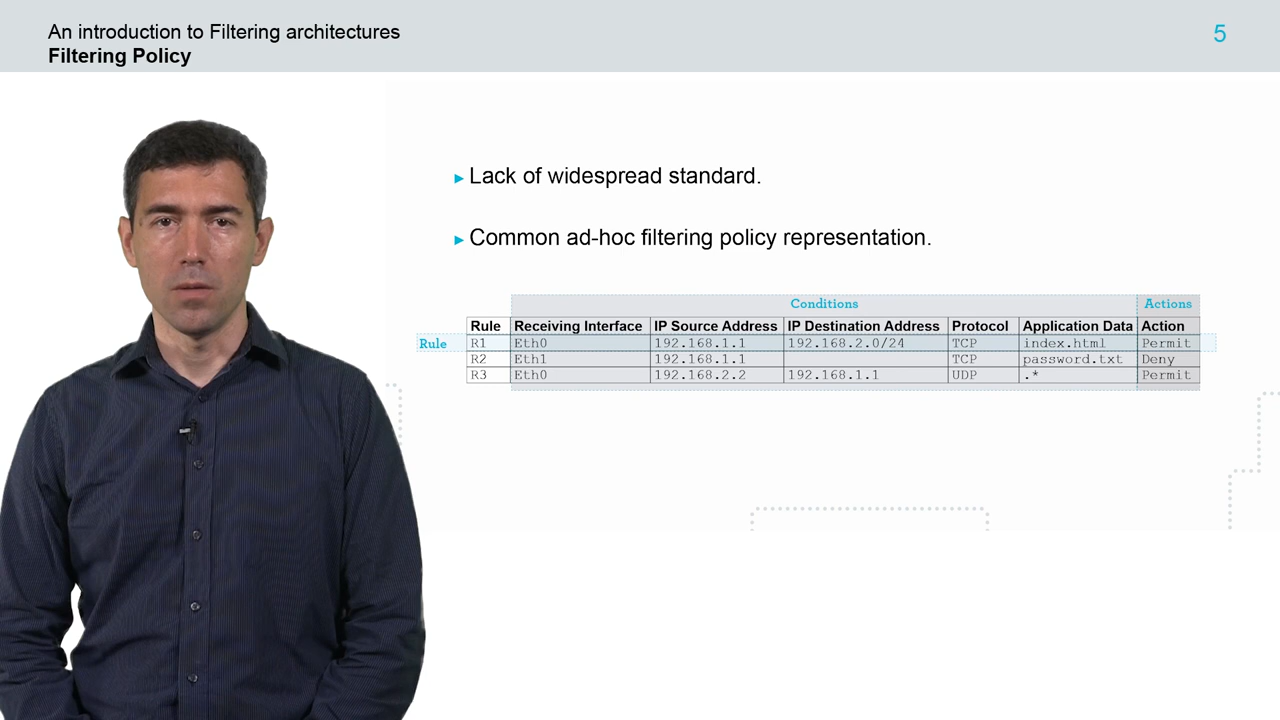 An introduction to Filtering architectures
Filtering Policy
5
Lack of widespread standard.
Common ad-hoc filtering policy representation.
Conditions Actions
Rule Receiving Interface IP Source Address IP Destination Address Protocol Application Data Action
Rule R1 Eth0 192.168.1.1 192.168.2.0/24 TCP index.html Permit
R2 Eth1 192.168.1.1 TCP password.txt Deny
R3 Eth0 192.168.2.2 192.168.1.1 UDP .* Permit